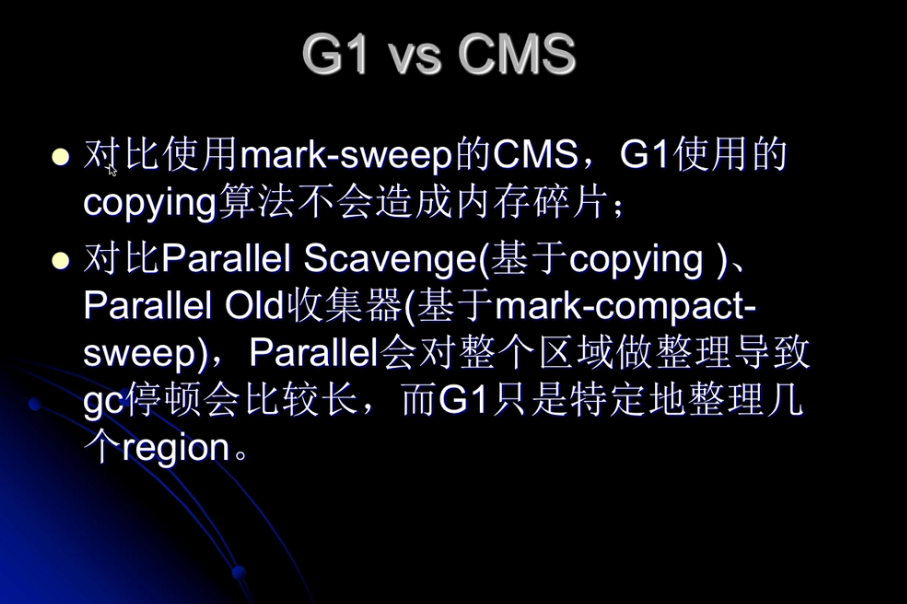 G1 vs CMS
对比使用mark-sweep的CMS，G1使用的
copying算法不会造成内存碎片；
对比Parallel Scavenge(基于copying )、
Parallel Old收集器(基于mark-compact-
sweep)，Parallel会对整个区域做整理导致
gc停顿会比较长，而G1只是特定地整理几
个region。